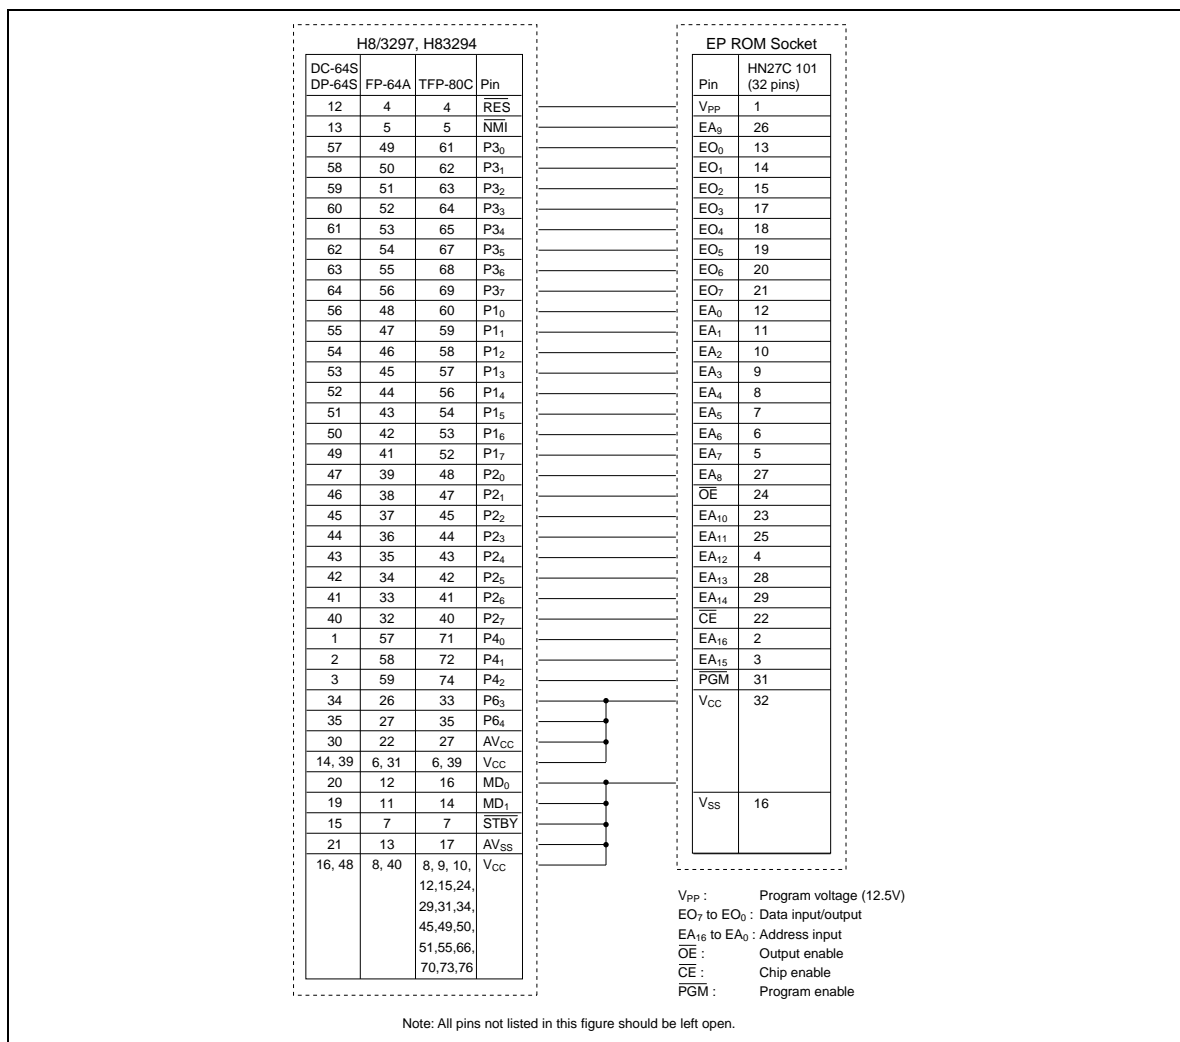 H8/3297, H83294
DC-64S
DP-64S FP-64A TFP-80C Pin
12 4 4 RES
13 5 5 NMI
57 49 61 P3₀
58 50 62 P3₁
59 51 63 P3₂
60 52 64 P3₃
61 53 65 P3₄
62 54 67 P3₅
63 55 68 P3₆
64 56 69 P3₇
56 48 60 P1₀
55 47 59 P1₁
54 46 58 P1₂
53 45 57 P1₃
52 44 56 P1₄
51 43 54 P1₅
50 42 53 P1₆
49 41 52 P1₇
47 39 48 P2₀
46 38 47 P2₁
45 37 45 P2₂
44 36 44 P2₃
43 35 43 P2₄
42 34 42 P2₅
41 33 41 P2₆
40 32 40 P2₇
1 57 71 P4₀
2 58 72 P4₁
3 59 74 P4₂
34 26 33 P6₃
35 27 35 P6₄
30 22 27 AVCC
14, 39 6, 31 6, 39 VCC
20 12 16 MD₀
19 11 14 MD₁
15 7 7 STBY
21 13 17 AVSS
16, 48 8, 40 8, 9, 10, VCC
12,15,24,
29,31,34,
45,49,50,
51,55,66,
70,73,76
EP ROM Socket
HN27C 101
Pin (32 pins)
VPP 1
EA₉ 26
EO₀ 13
EO₁ 14
EO₂ 15
EO₃ 17
EO₄ 18
EO₅ 19
EO₆ 20
EO₇ 21
EA₀ 12
EA₁ 11
EA₂ 10
EA₃ 9
EA₄ 8
EA₅ 7
EA₆ 6
EA₇ 5
EA₈ 27
OE 24
EA₁₀ 23
EA₁₁ 25
EA₁₂ 4
EA₁₃ 28
EA₁₄ 29
CE 22
EA₁₆ 2
EA₁₅ 3
PGM 31
VCC 32
VSS 16
VPP : Program voltage (12.5V)
EO₇ to EO₀ : Data input/output
EA₁₆ to EA₀ : Address input
OE : Output enable
CE : Chip enable
PGM : Program enable
Note: All pins not listed in this figure should be left open.